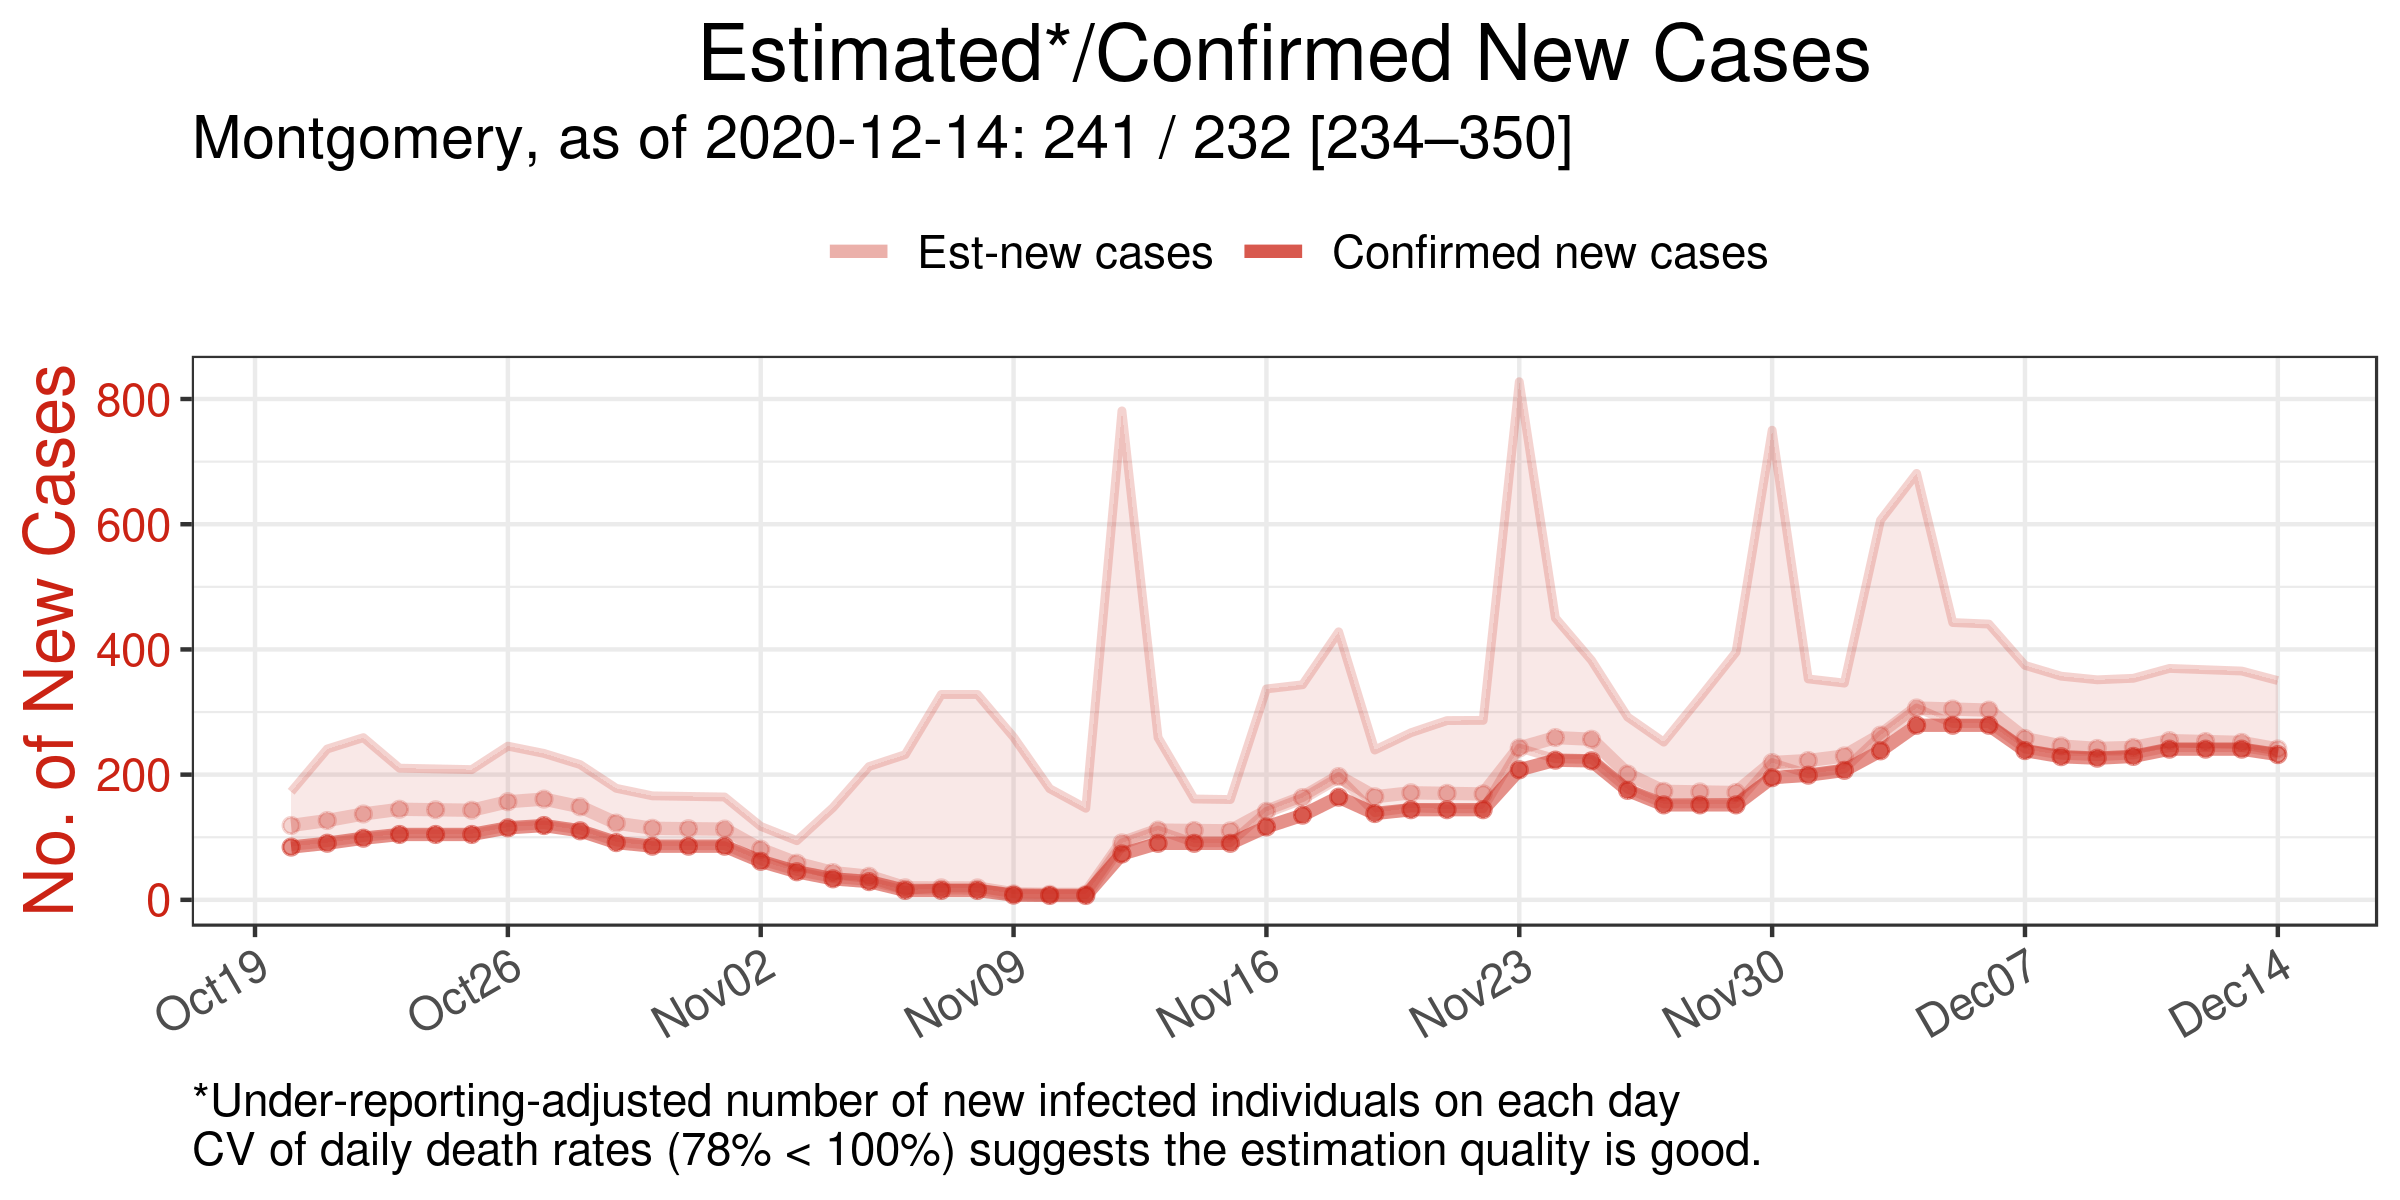 Estimated*/Confirmed New Cases
Montgomery, as of 2020-12-14: 241 / 232 [234–350]
Est-new cases
Confirmed new cases
No. of New Cases
800
600
400
200
0
Oct19
Oct26
Nov02
Nov09
Nov16
Nov23
Nov30
Dec07
Dec14
*Under-reporting-adjusted number of new infected individuals on each day
CV of daily death rates (78% < 100%) suggests the estimation quality is good.